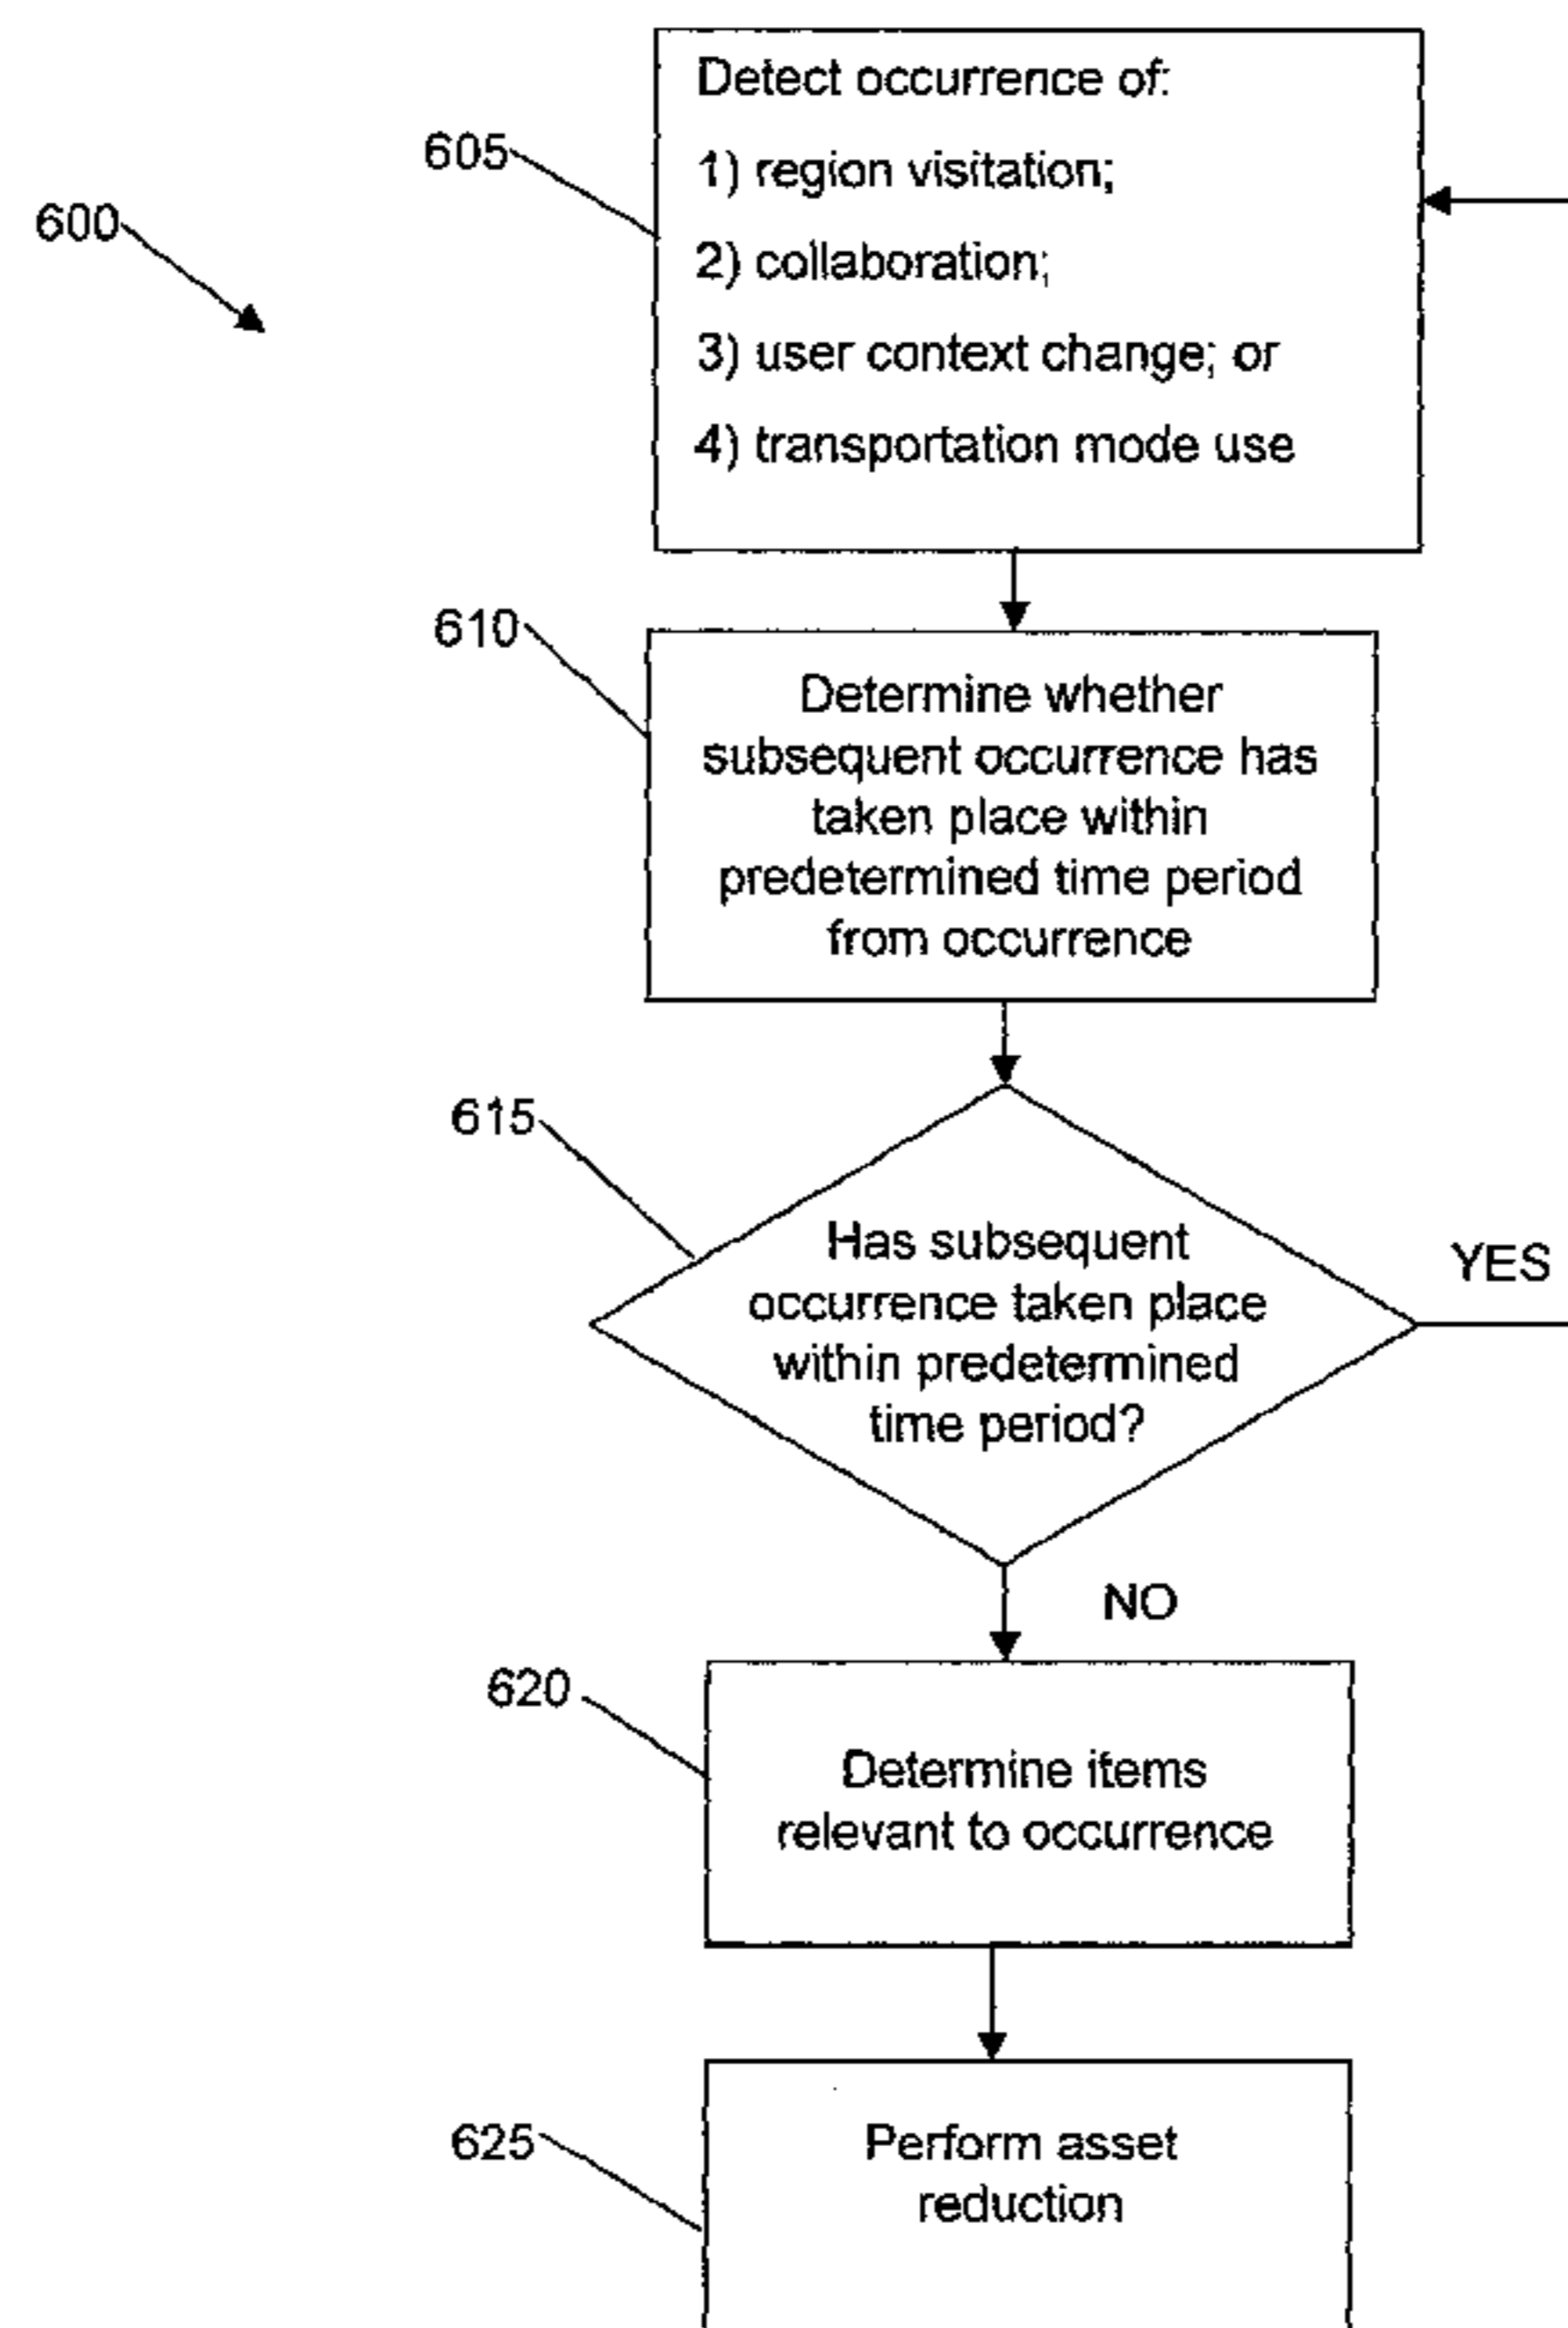 Detect occurrence of:
605
1) region visitation;
600
2) collaboration;
3) user context change; or
4) transportation mode use
610
Determine whether
subsequent occurrence has
taken place within
predetermined time period
from occurrence
615
Has subsequent
occurrence taken place
within predetermined
time period?
YES
NO
620
Determine items
relevant to occurrence
625
Perform asset
reduction